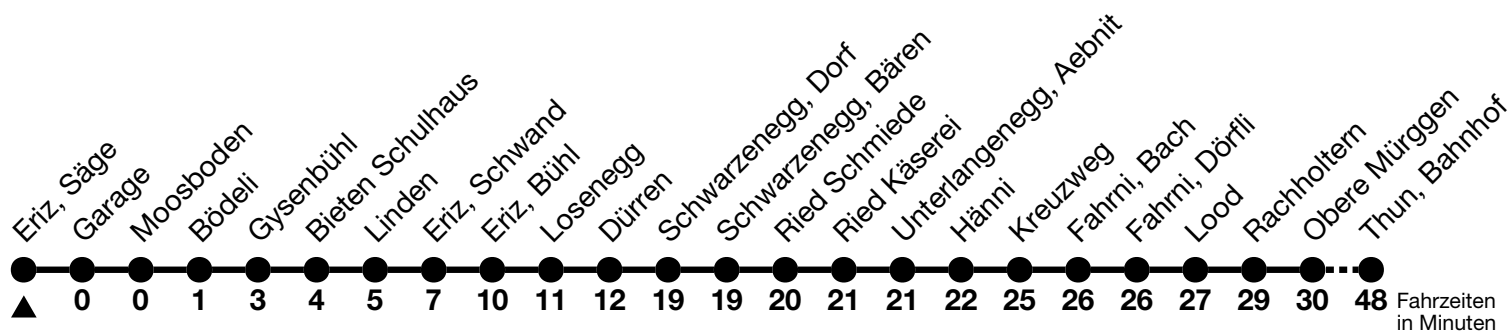 Eriz, Säge
Garage
Moosboden
Bödeli
Gysenbühl
Bieten Schulhaus
Linden
Eriz, Schwand
Eriz, Bühl
Losenegg
Dürren
Schwarzenegg, Dorf
Schwarzenegg, Bären
Ried Schmiede
Ried Käserei
Unterlangenegg, Aebnit
Hänni
Kreuzweg
Fahrni, Bach
Fahrni, Dörfli
Lood
Rachholtern
Obere Mürggen
Thun, Bahnhof
0 0 1 3 4 5 7 10 11 12 19 19 20 21 21 22 25 26 26 27 29 30 48 Fahrzeiten
in Minuten